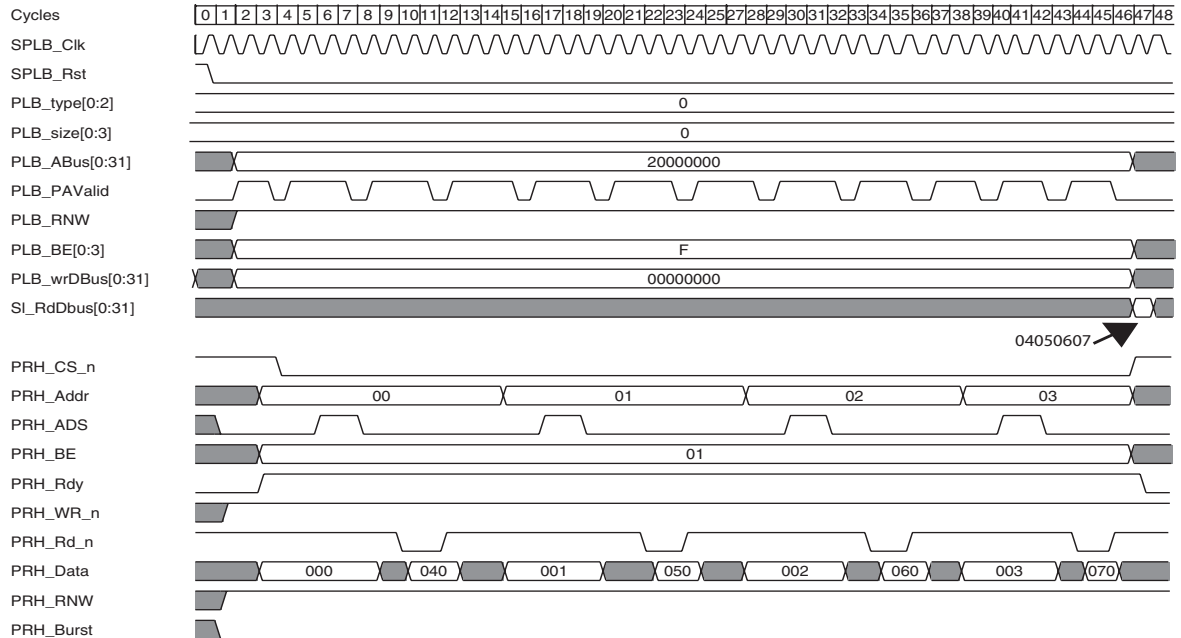 Cycles 0 1 2 3 4 5 6 7 8 9 10 11 12 13 14 15 16 17 18 19 20 21 22 23 24 25 26 27 28 29 30 31 32 33 34 35 36 37 38 39 40 41 42 43 44 45 46 47 48
SPLB_Clk
SPLB_Rst
PLB_type[0:2] 0
PLB_size[0:3] 0
PLB_ABus[0:31] 20000000
PLB_PAValid
PLB_RNW
PLB_BE[0:3] F
PLB_wrDBus[0:31] 00000000
Sl_RdDbus[0:31]
04050607
PRH_CS_n
PRH_Addr 00 01 02 03
PRH_ADS
PRH_BE 01
PRH_Rdy
PRH_WR_n
PRH_Rd_n
PRH_Data 000 040 001 050 002 060 003 070
PRH_RNW
PRH_Burst